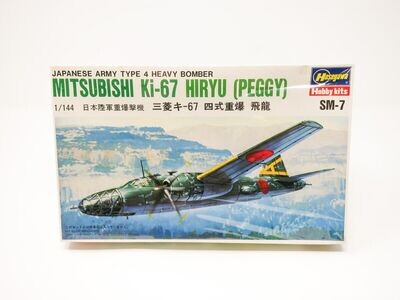 JAPANESE ARMY TYPE 4 HEAVY BOMBER
MITSUBISHI Ki-67 HIRYU (PEGGY)
Hasegawa
Hobby kits
1/144 日本陸軍重爆撃機 三菱キ-67 四式重爆 飛龍
SM-7